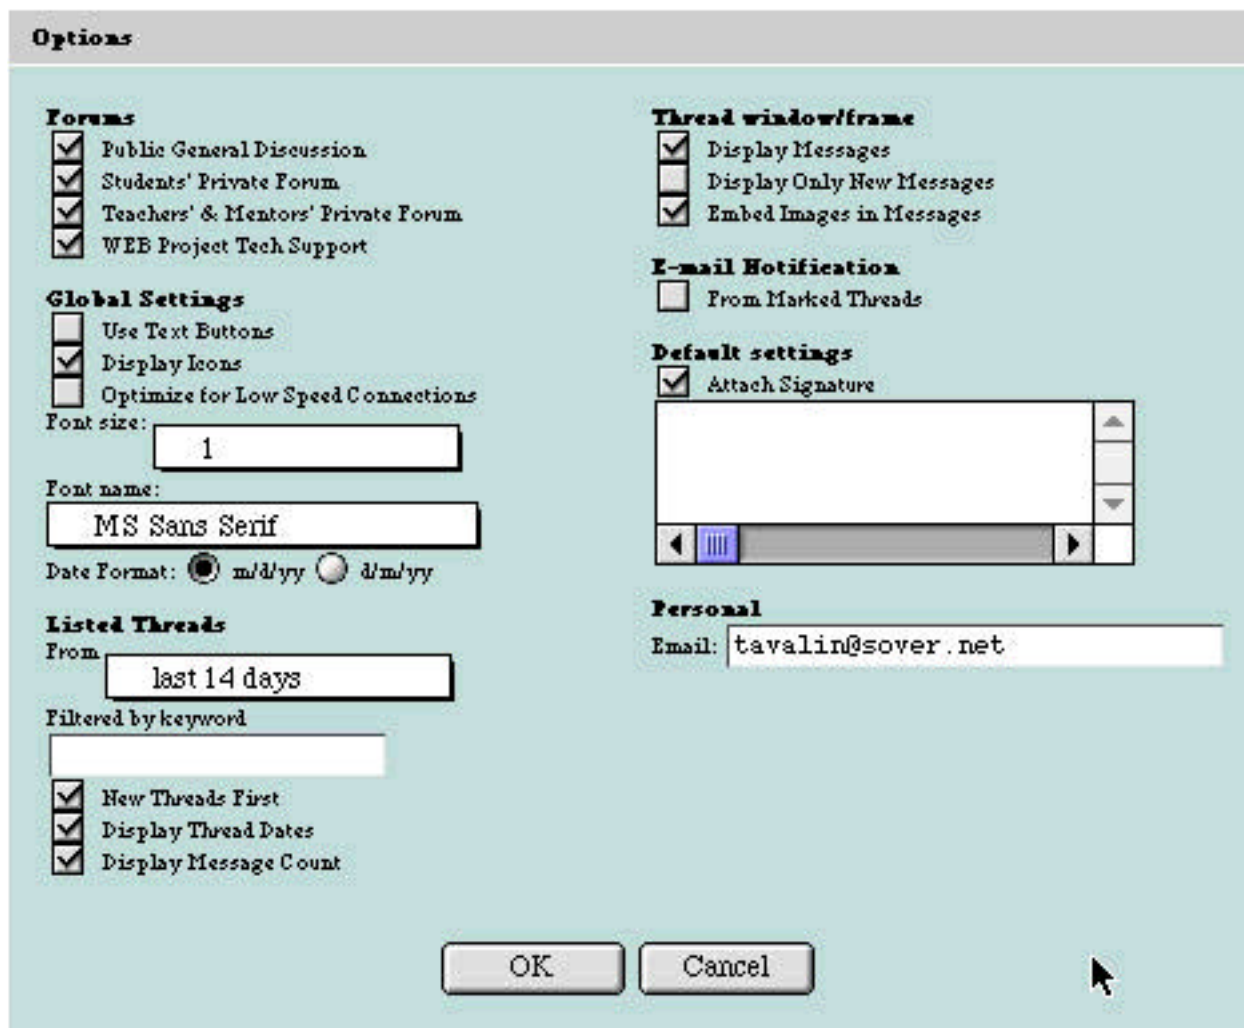 Options
Forums
Public General Discussion
Students' Private Forum
Teachers' & Mentors' Private Forum
WEB Project Tech Support
Global Settings
Use Text Buttons
Display Icons
Optimize for Low Speed Connections
Font size:
1
Font name:
MS Sans Serif
Date Format: m/d/yy d/m/yy
Listed Threads
From
last 14 days
Filtered by keyword
New Threads First
Display Thread Dates
Display Message Count
Thread window/frame
Display Messages
Display Only New Messages
Embed Images in Messages
E-mail Notification
From Marked Threads
Default settings
Attach Signature
Personal
Email: tavalin@sover.net
OK Cancel